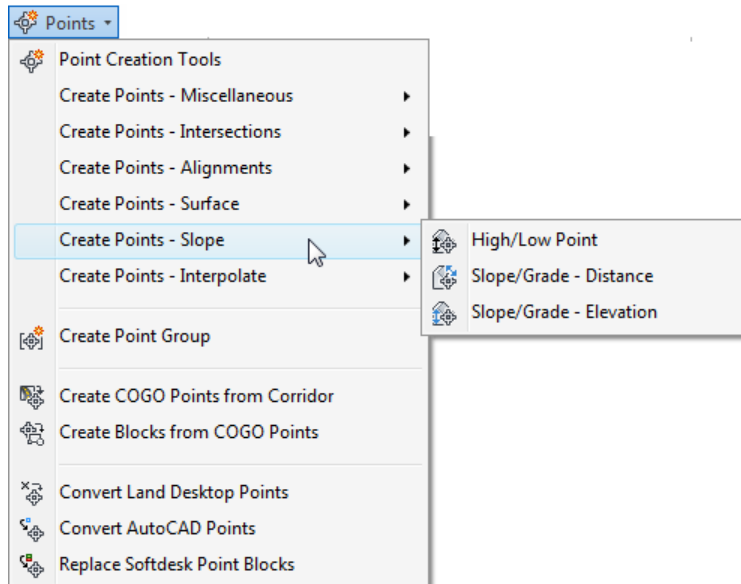 Points
Point Creation Tools
Create Points - Miscellaneous
Create Points - Intersections
Create Points - Alignments
Create Points - Surface
Create Points - Slope
Create Points - Interpolate
High/Low Point
Slope/Grade - Distance
Slope/Grade - Elevation
Create Point Group
Create COGO Points from Corridor
Create Blocks from COGO Points
Convert Land Desktop Points
Convert AutoCAD Points
Replace Softdesk Point Blocks